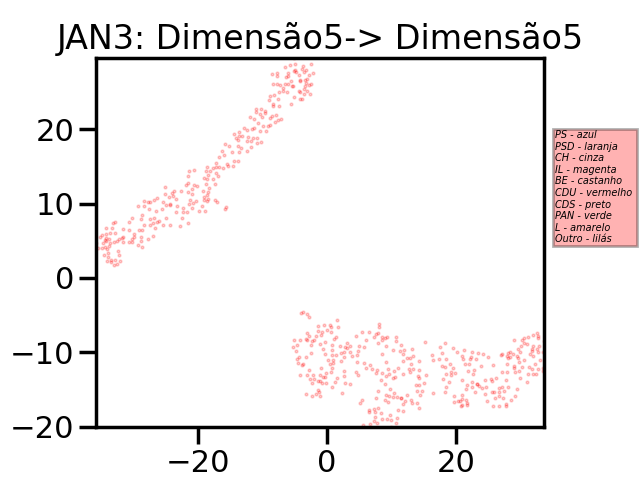 JAN3: Dimensão5-> Dimensão5
20
10
0
−10
−20
−20
0
20
PS - azul
PSD - laranja
CH - cinza
IL - magenta
BE - castanho
CDU - vermelho
CDS - preto
PAN - verde
L - amarelo
Outro - lilás